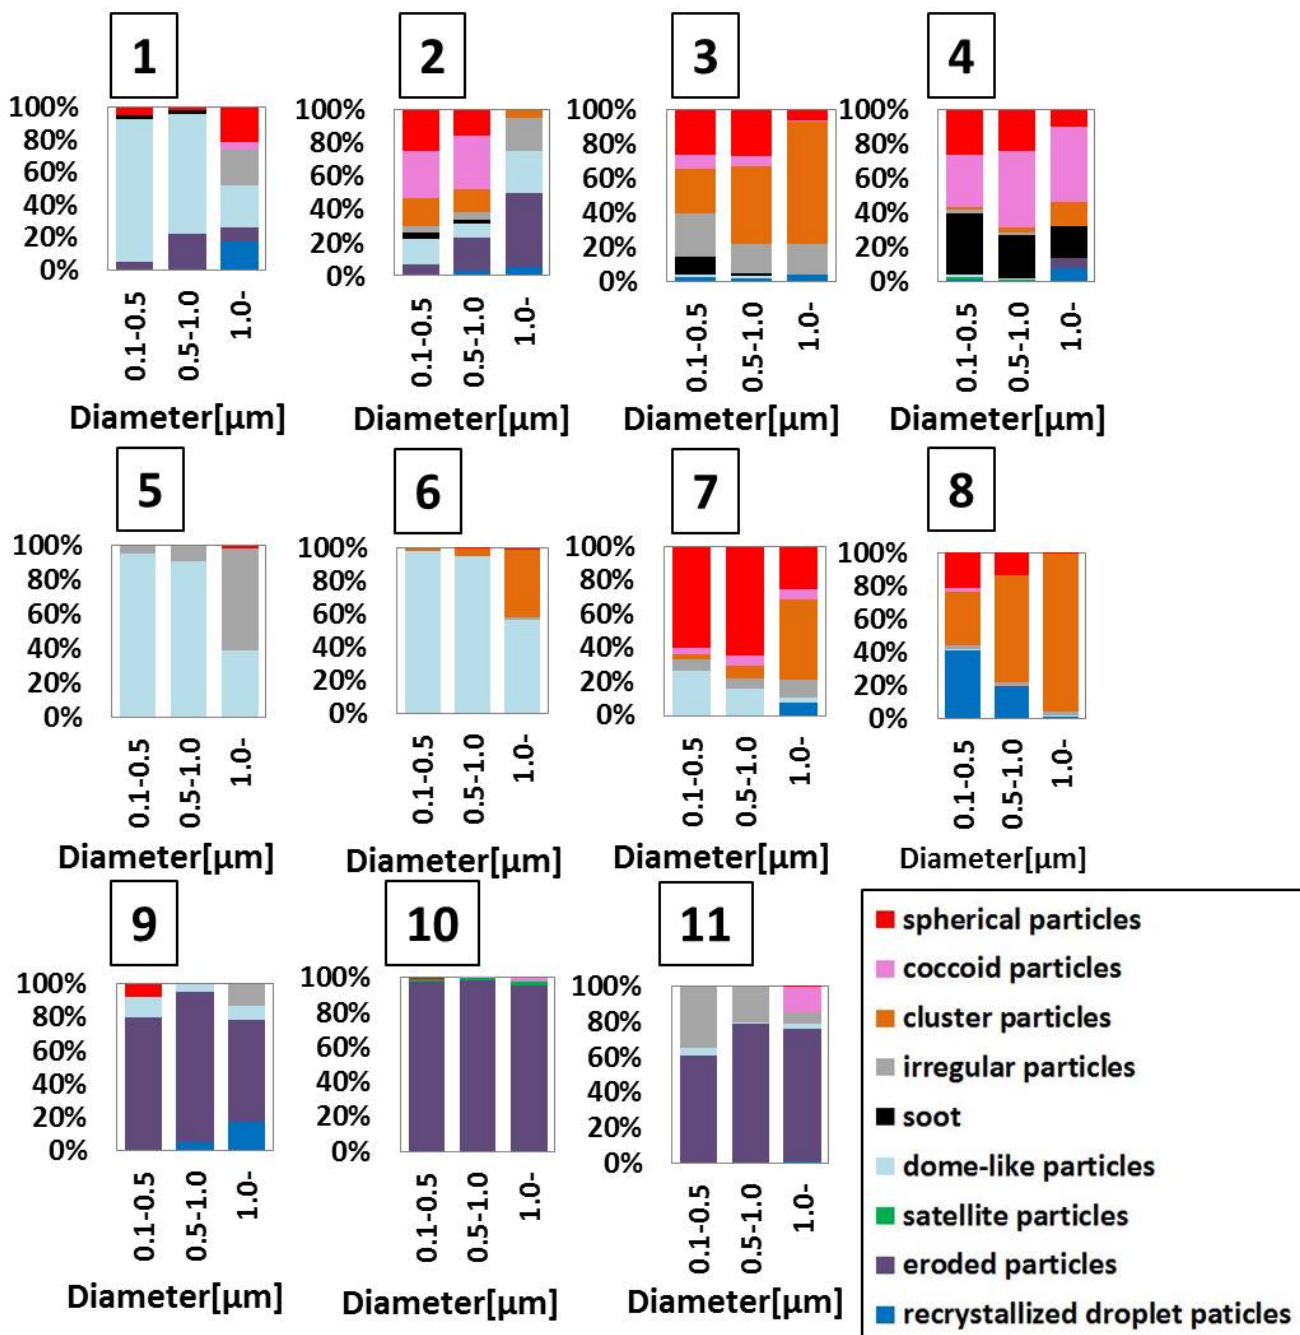 1 2 3 4
100% 100% 100% 100%
80% 80% 80% 80%
60% 60% 60% 60%
40% 40% 40% 40%
20% 20% 20% 20%
0% 0% 0% 0%
0.1-0.5 0.5-1.0 1.0- 0.1-0.5 0.5-1.0 1.0- 0.1-0.5 0.5-1.0 1.0- 0.1-0.5 0.5-1.0 1.0-
Diameter[μm] Diameter[μm] Diameter[μm] Diameter[μm]
5 6 7 8
100% 100% 100% 100%
80% 80% 80% 80%
60% 60% 60% 60%
40% 40% 40% 40%
20% 20% 20% 20%
0% 0% 0% 0%
0.1-0.5 0.5-1.0 1.0- 0.1-0.5 0.5-1.0 1.0- 0.1-0.5 0.5-1.0 1.0- 0.1-0.5 0.5-1.0 1.0-
Diameter[μm] Diameter[μm] Diameter[μm] Diameter[μm]
9 10 11
100% 100% 100%
80% 80% 80%
60% 60% 60%
40% 40% 40%
20% 20% 20%
0% 0% 0%
0.1-0.5 0.5-1.0 1.0- 0.1-0.5 0.5-1.0 1.0- 0.1-0.5 0.5-1.0 1.0-
Diameter[μm] Diameter[μm] Diameter[μm]
spherical particles
coccoid particles
cluster particles
irregular particles
soot
dome-like particles
satellite particles
eroded particles
recrystallized droplet paticles